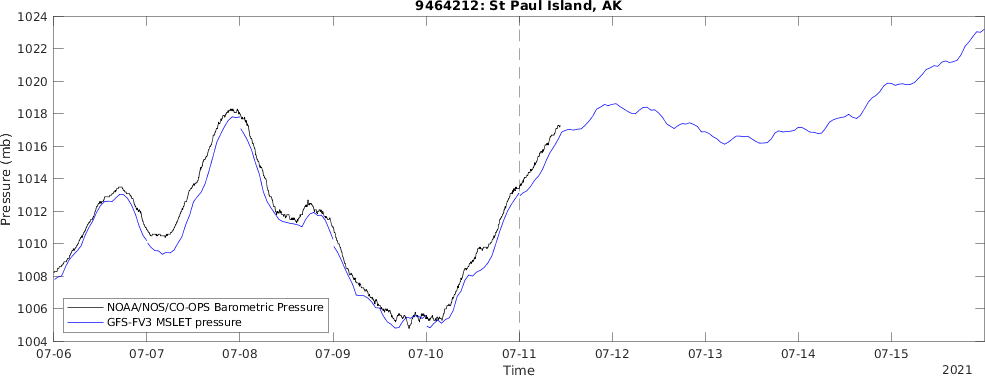 9464212: St Paul Island, AK
1024
1022
1020
1018
1016
1014
1012
1010
1008
1006
1004
Pressure (mb)
NOAA/NOS/CO-OPS Barometric Pressure
GFS-FV3 MSLET pressure
07-06 07-07 07-08 07-09 07-10 07-11 07-12 07-13 07-14 07-15
Time
2021